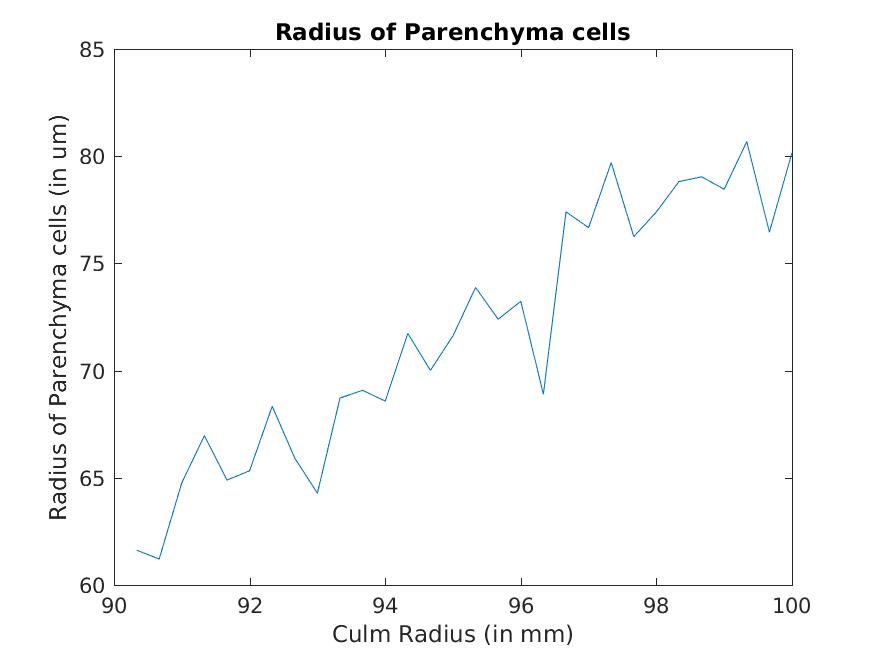 Radius of Parenchyma cells
85
80
75
70
65
60
Radius of Parenchyma cells (in um)
90 92 94 96 98 100
Culm Radius (in mm)